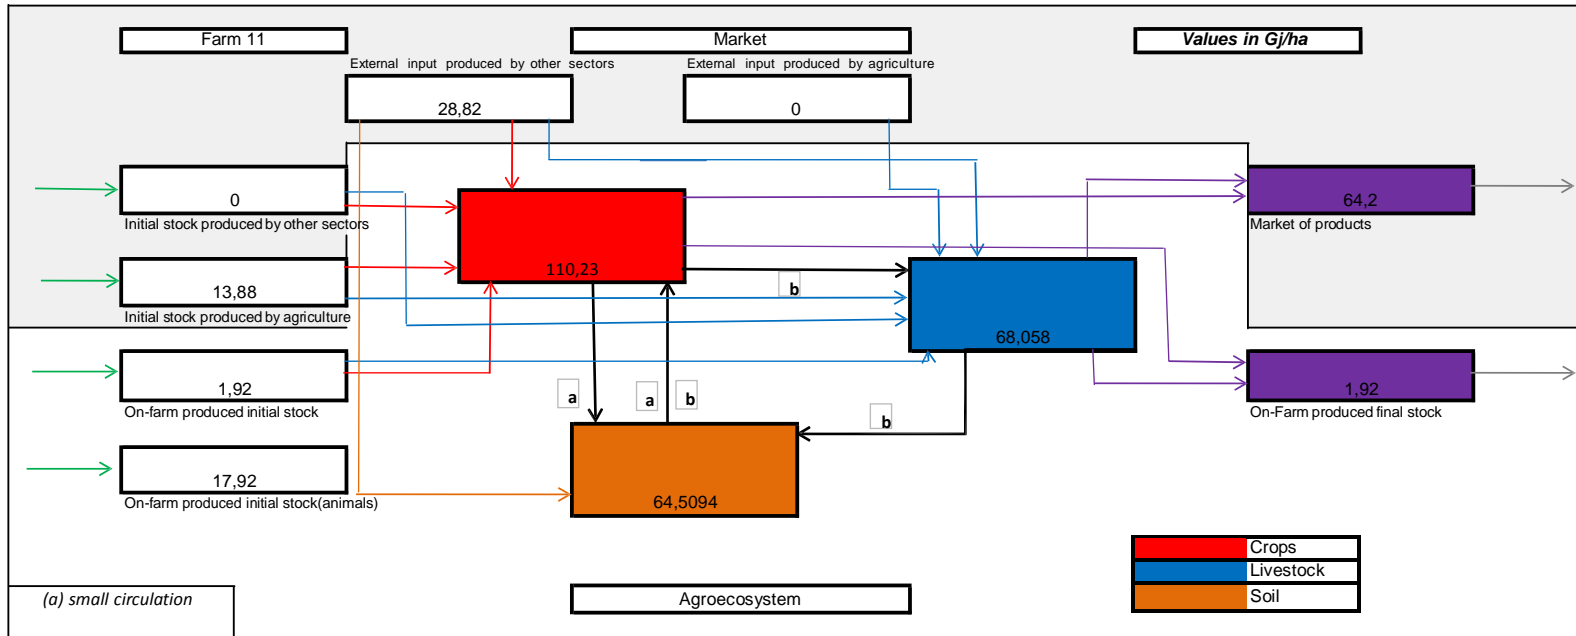 Farm 11
Market
Values in Gj/ha
External input produced by other sectors
External input produced by agriculture
28,82
0
0
Initial stock produced by other sectors
64,2
Market of products
110,23
b
13,88
Initial stock produced by agriculture
68,058
1,92
On-farm produced initial stock
a
a
b
b
1,92
On-Farm produced final stock
17,92
On-farm produced initial stock(animals)
64,5094
Crops
Livestock
Soil
(a) small circulation
Agroecosystem